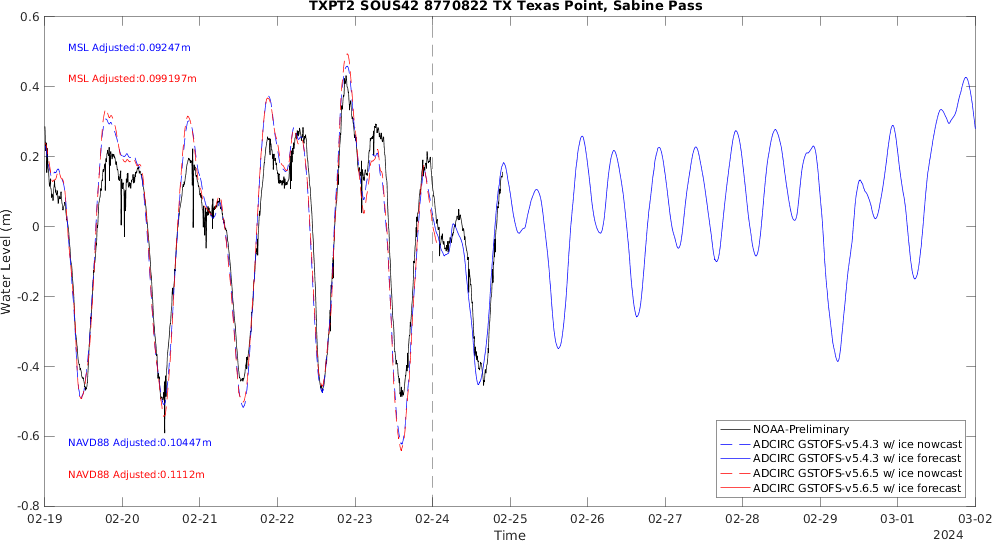 TXPT2 SOUS42 8770822 TX Texas Point, Sabine Pass
0.6
MSL Adjusted:0.09247m
MSL Adjusted:0.099197m
0.4
0.2
0
-0.2
-0.4
-0.6
-0.8
Water Level (m)
NAVD88 Adjusted:0.10447m
NAVD88 Adjusted:0.1112m
NOAA-Preliminary
ADCIRC GSTOFS-v5.4.3 w/ ice nowcast
ADCIRC GSTOFS-v5.4.3 w/ ice forecast
ADCIRC GSTOFS-v5.6.5 w/ ice nowcast
ADCIRC GSTOFS-v5.6.5 w/ ice forecast
02-19 02-20 02-21 02-22 02-23 02-24 02-25 02-26 02-27 02-28 02-29 03-01 03-02
Time
2024